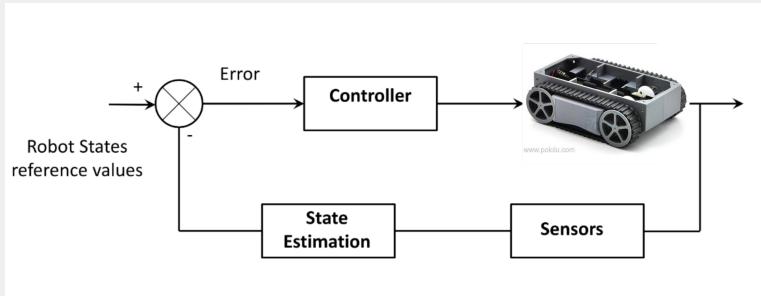 +
Error
Controller
-
Robot States
reference values
www.pololu.com
State
Estimation
Sensors